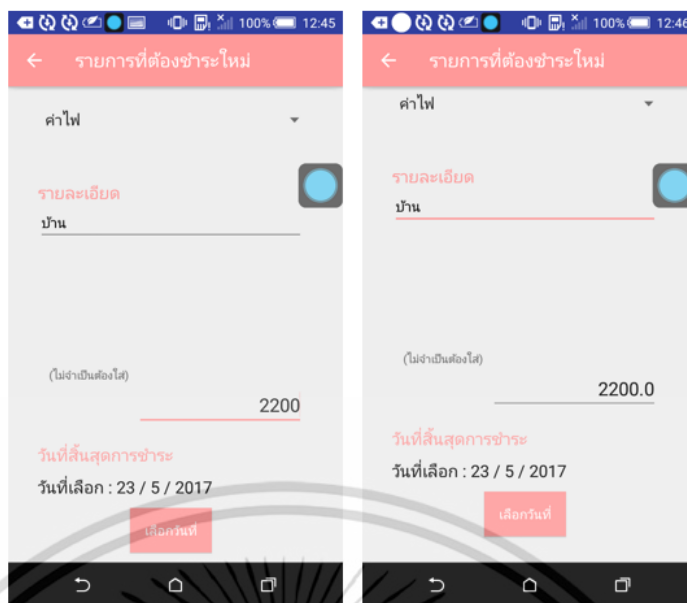 100% 12:45
รายการที่ต้องชำระใหม่
ค่าไฟ
รายละเอียด
บ้าน
(ไม่จำเป็นต้องใส่)
2200
วันที่สิ้นสุดการชำระ
วันที่เลือก : 23 / 5 / 2017
เลือกวันที่
100% 12:46
รายการที่ต้องชำระใหม่
ค่าไฟ
รายละเอียด
บ้าน
(ไม่จำเป็นต้องใส่)
2200.0
วันที่สิ้นสุดการชำระ
วันที่เลือก : 23 / 5 / 2017
เลือกวันที่